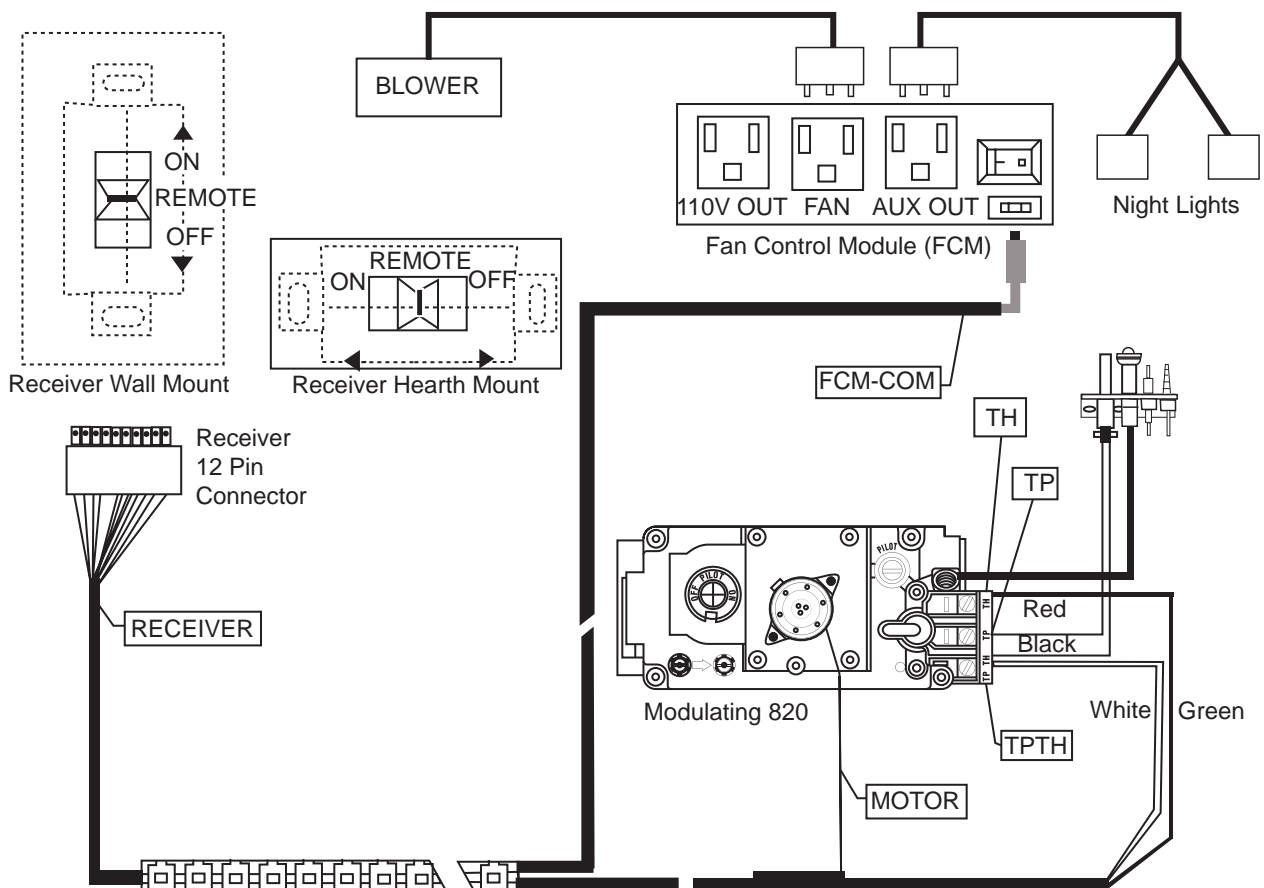 BLOWER
ON
REMOTE
OFF
110V OUT FAN AUX OUT
Night Lights
Fan Control Module (FCM)
REMOTE
ON OFF
Receiver Wall Mount
Receiver Hearth Mount
FCM-COM
TH
Receiver
12 Pin
Connector
TP
PILOT
OFF PILOT ON
TH
Red
TP
Black
TP TH
RECEIVER
Modulating 820
White Green
TPTH
MOTOR